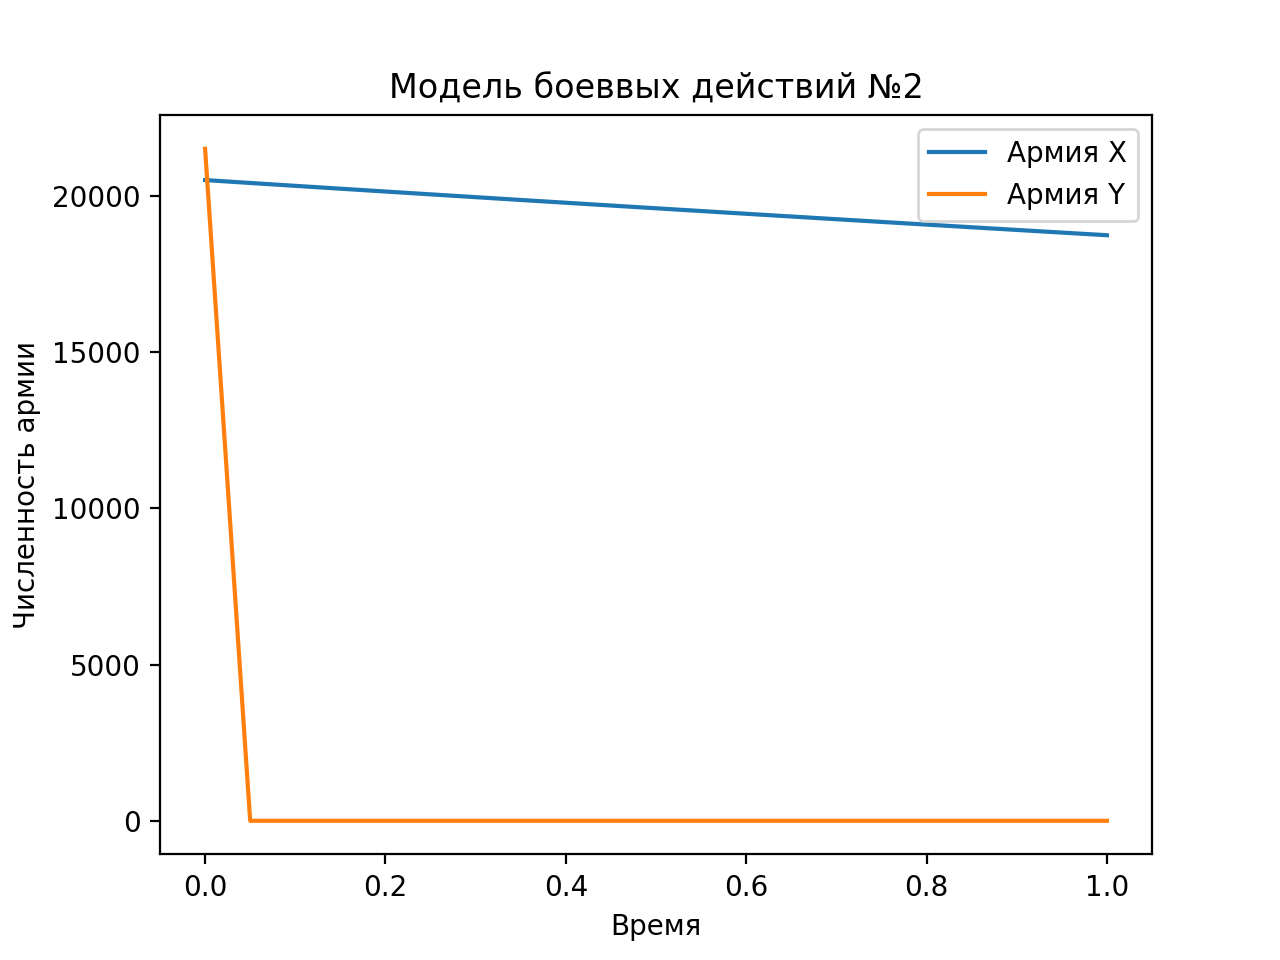 Модель боеввых действий №2
Армия X
Армия Y
Численность армии
20000
15000
10000
5000
0
0.0 0.2 0.4 0.6 0.8 1.0
Время